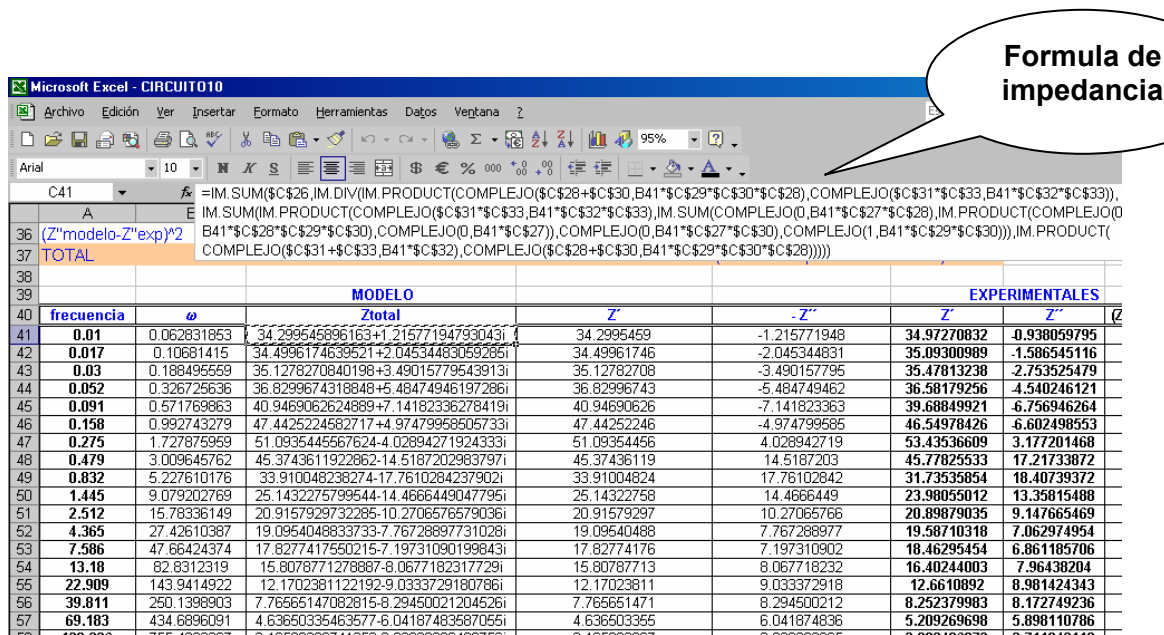 Formula de
impedancia
Microsoft Excel - CIRCUITO10
Archivo Edición Ver Insertar Formato Herramientas Datos Ventana ?
95%
Arial 10 N K S $ € % 000
C41 fx =IM.SUM($C$26,IM.DIV(IM.PRODUCT(COMPLEJO($C$28+$C$30,B41*$C$29*$C$30*$C$28),COMPLEJO($C$31*$C$33,B41*$C$32*$C$33)),
A E IM.SUM(IM.PRODUCT(COMPLEJO($C$31*$C$33,B41*$C$32*$C$33),IM.SUM(COMPLEJO(0,B41*$C$27*$C$28),IM.PRODUCT(COMPLEJO(0
36 (Z"modelo-Z"exp)^2 B41*$C$28*$C$29*$C$30),COMPLEJO(0,B41*$C$27)),COMPLEJO(0,B41*$C$27*$C$30),COMPLEJO(1,B41*$C$29*$C$30))),IM.PRODUCT(
37 TOTAL COMPLEJO($C$31+$C$33,B41*$C$32),COMPLEJO($C$28+$C$30,B41*$C$29*$C$30*$C$28)))))
38
39 MODELO EXPERIMENTALES
40 frecuencia ω Ztotal Z´ - Z´´ Z´ Z´´ (Z
41 0.01 0.062831853 34.299545896163+1.21577194793043i 34.2995459 -1.215771948 34.97270832 -0.938059795
42 0.017 0.10681415 34.4996174639521+2.04534483059285i 34.49961746 -2.045344831 35.09300989 -1.586545116
43 0.03 0.188495559 35.1278270840198+3.49015779543913i 35.12782708 -3.490157795 35.47813238 -2.753525479
44 0.052 0.326725636 36.8299674318848+5.48474946197286i 36.82996743 -5.484749462 36.58179256 -4.540246121
45 0.091 0.571769863 40.9469062624889+7.14182336278419i 40.94690626 -7.141823363 39.68849921 -6.756946264
46 0.158 0.992743279 47.4425224582717+4.97479958505733i 47.44252246 -4.974799585 46.54978426 -6.602498553
47 0.275 1.727875959 51.0935445567624-4.02894271924333i 51.09354456 4.028942719 53.43536609 3.177201468
48 0.479 3.009645762 45.3743611922862-14.5187202983797i 45.37436119 14.5187203 45.77825533 17.21733872
49 0.832 5.227610176 33.910048238274-17.7610284237902i 33.91004824 17.76102842 31.73535854 18.40739372
50 1.445 9.079202769 25.1432275799544-14.4666449047795i 25.14322758 14.4666449 23.98055012 13.35815488
51 2.512 15.78336149 20.9157929732285-10.2706576579036i 20.91579297 10.27065766 20.89879035 9.147665469
52 4.365 27.42610387 19.0954048833733-7.76728897731028i 19.09540488 7.767288977 19.58710318 7.062974954
53 7.586 47.66424374 17.8277417550215-7.19731090199843i 17.82774176 7.197310902 18.46295454 6.861185706
54 13.18 82.8312319 15.8078771278887-8.0677182317729i 15.80787713 8.067718232 16.40244003 7.96438204
55 22.909 143.9414922 12.1702381122192-9.0333729180786i 12.17023811 9.033372918 12.6610892 8.981424343
56 39.811 250.1398903 7.76565147082815-8.29450021204526i 7.765651471 8.294500212 8.252379983 8.172749236
57 69.183 434.6896091 4.63650335463577-6.04187483587055i 4.636503355 6.041874836 5.209269698 5.898110786